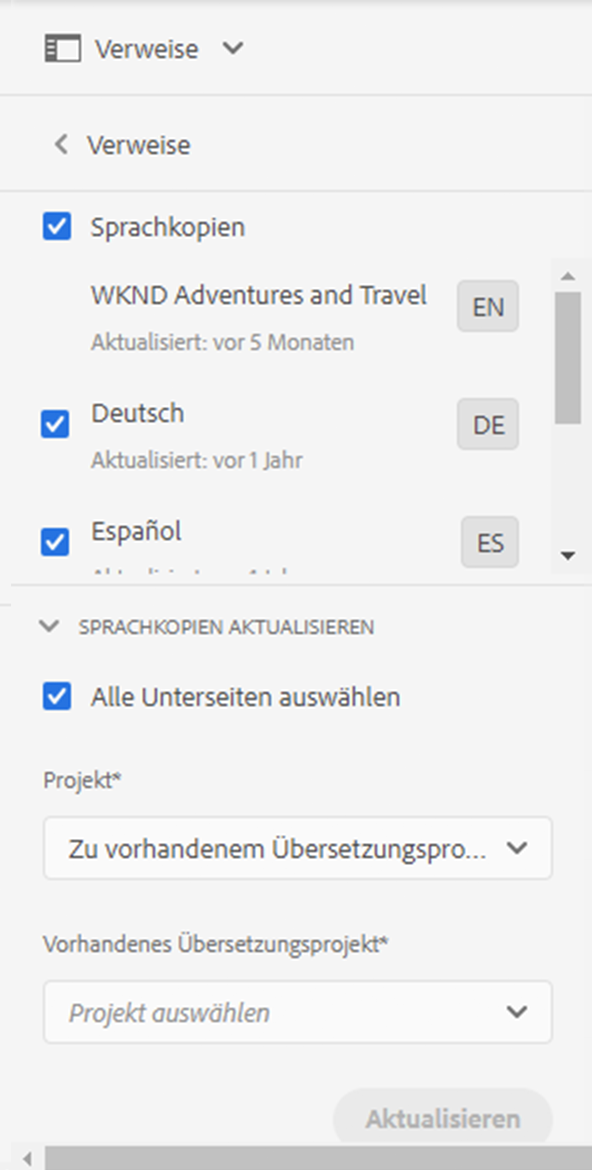 Verweise
Verweise
Sprachkopien
WKND Adventures and Travel
EN
Aktualisiert: vor 5 Monaten
Deutsch
DE
Aktualisiert: vor 1 Jahr
Español
ES
SPRACHKOPIEN AKTUALISIEREN
Alle Unterseiten auswählen
Projekt*
Zu vorhandenem Übersetzungspro...
Vorhandenes Übersetzungsprojekt*
Projekt auswählen
Aktualisieren